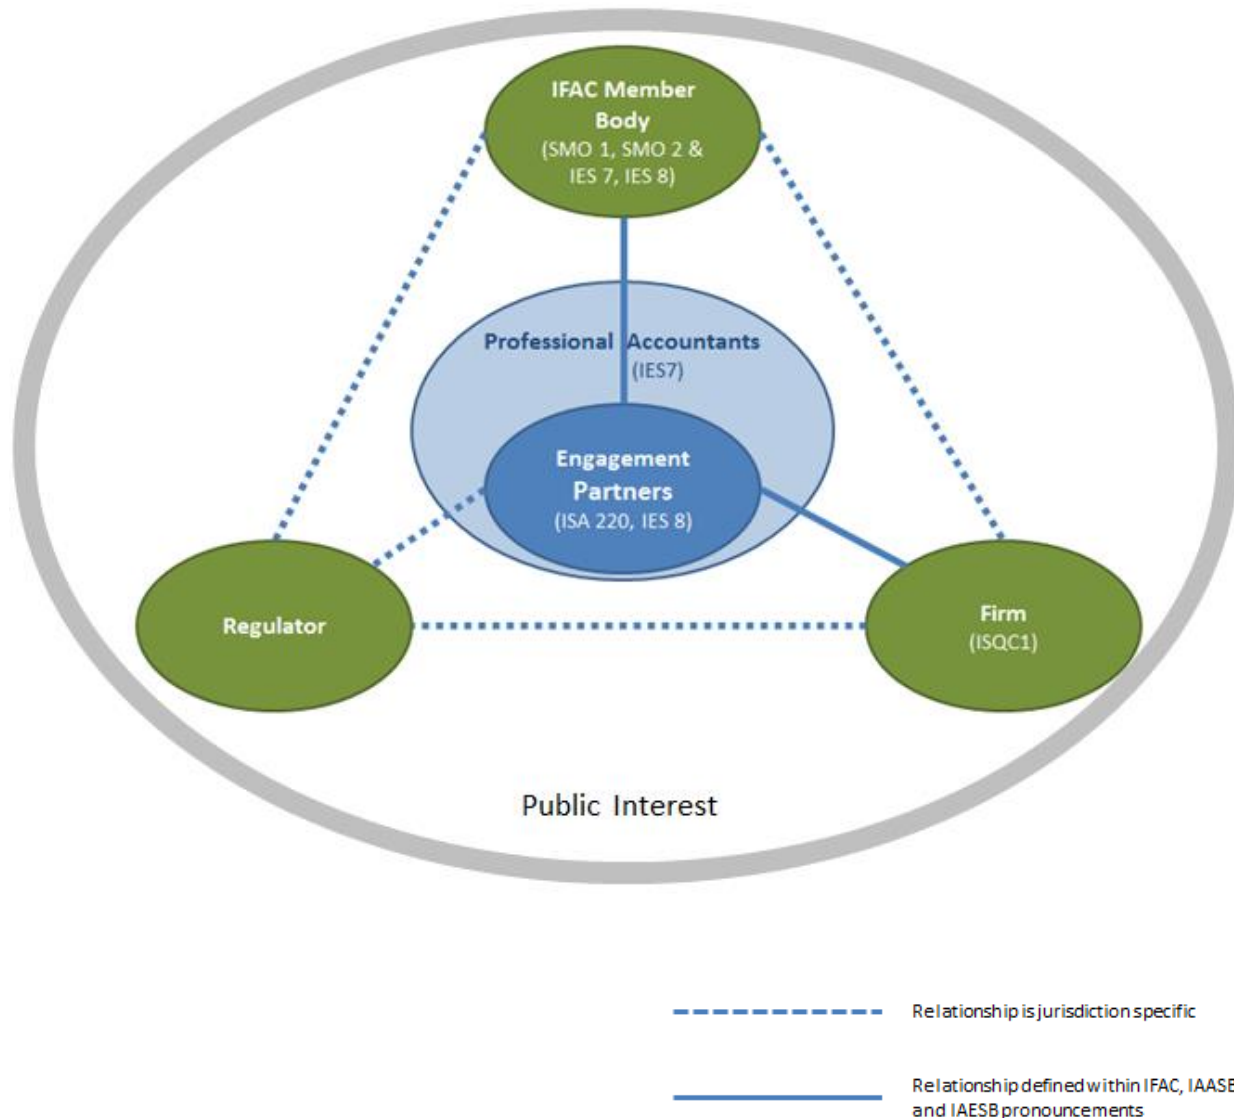 IFAC Member
Body
(SMO 1, SMO 2 &
IES 7, IES 8)
Professional Accountants
(IES7)
Engagement
Partners
(ISA 220, IES 8)
Regulator
Firm
(ISQC1)
Public Interest
Relationship is jurisdiction specific
Relationship defined within IFAC, IAASB
and IAESB pronouncements